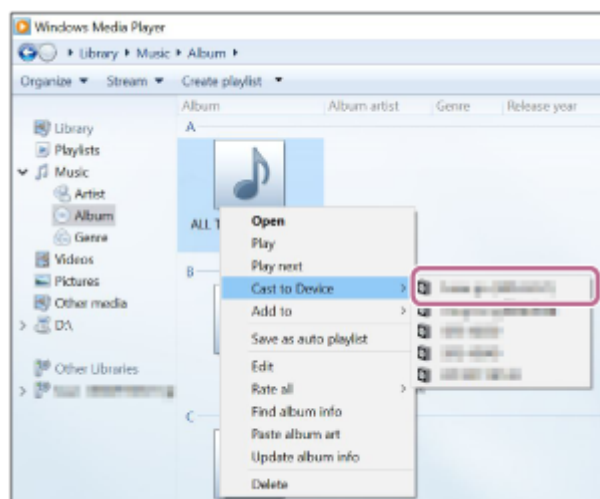 Windows Media Player
Library Music Album
Organize Stream Create playlist
Album Album artist Genre Release year
Library
A
Playlists
Music
Artist
Album
Genre
Videos
Pictures
Other media
D:\
Other Libraries
ALL T
B
C
Open
Play
Play next
Cast to Device
Add to
Save as auto playlist
Edit
Rate all
Find album info
Paste album art
Update album info
Delete